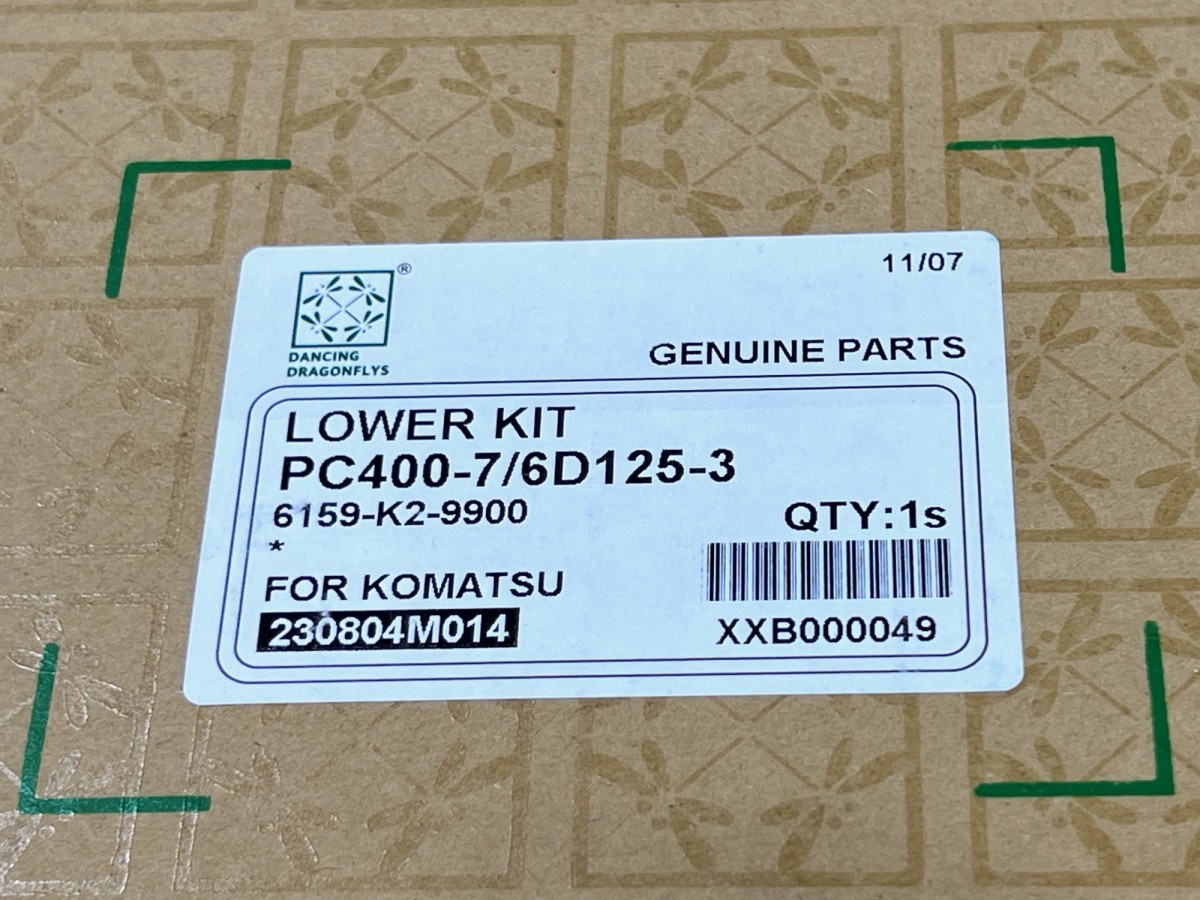 ®
11/07
DANCING
DRAGONFLYS
GENUINE PARTS
LOWER KIT
PC400-7/6D125-3
6159-K2-9900
QTY:1s
*
FOR KOMATSU
230804M014
XXB000049